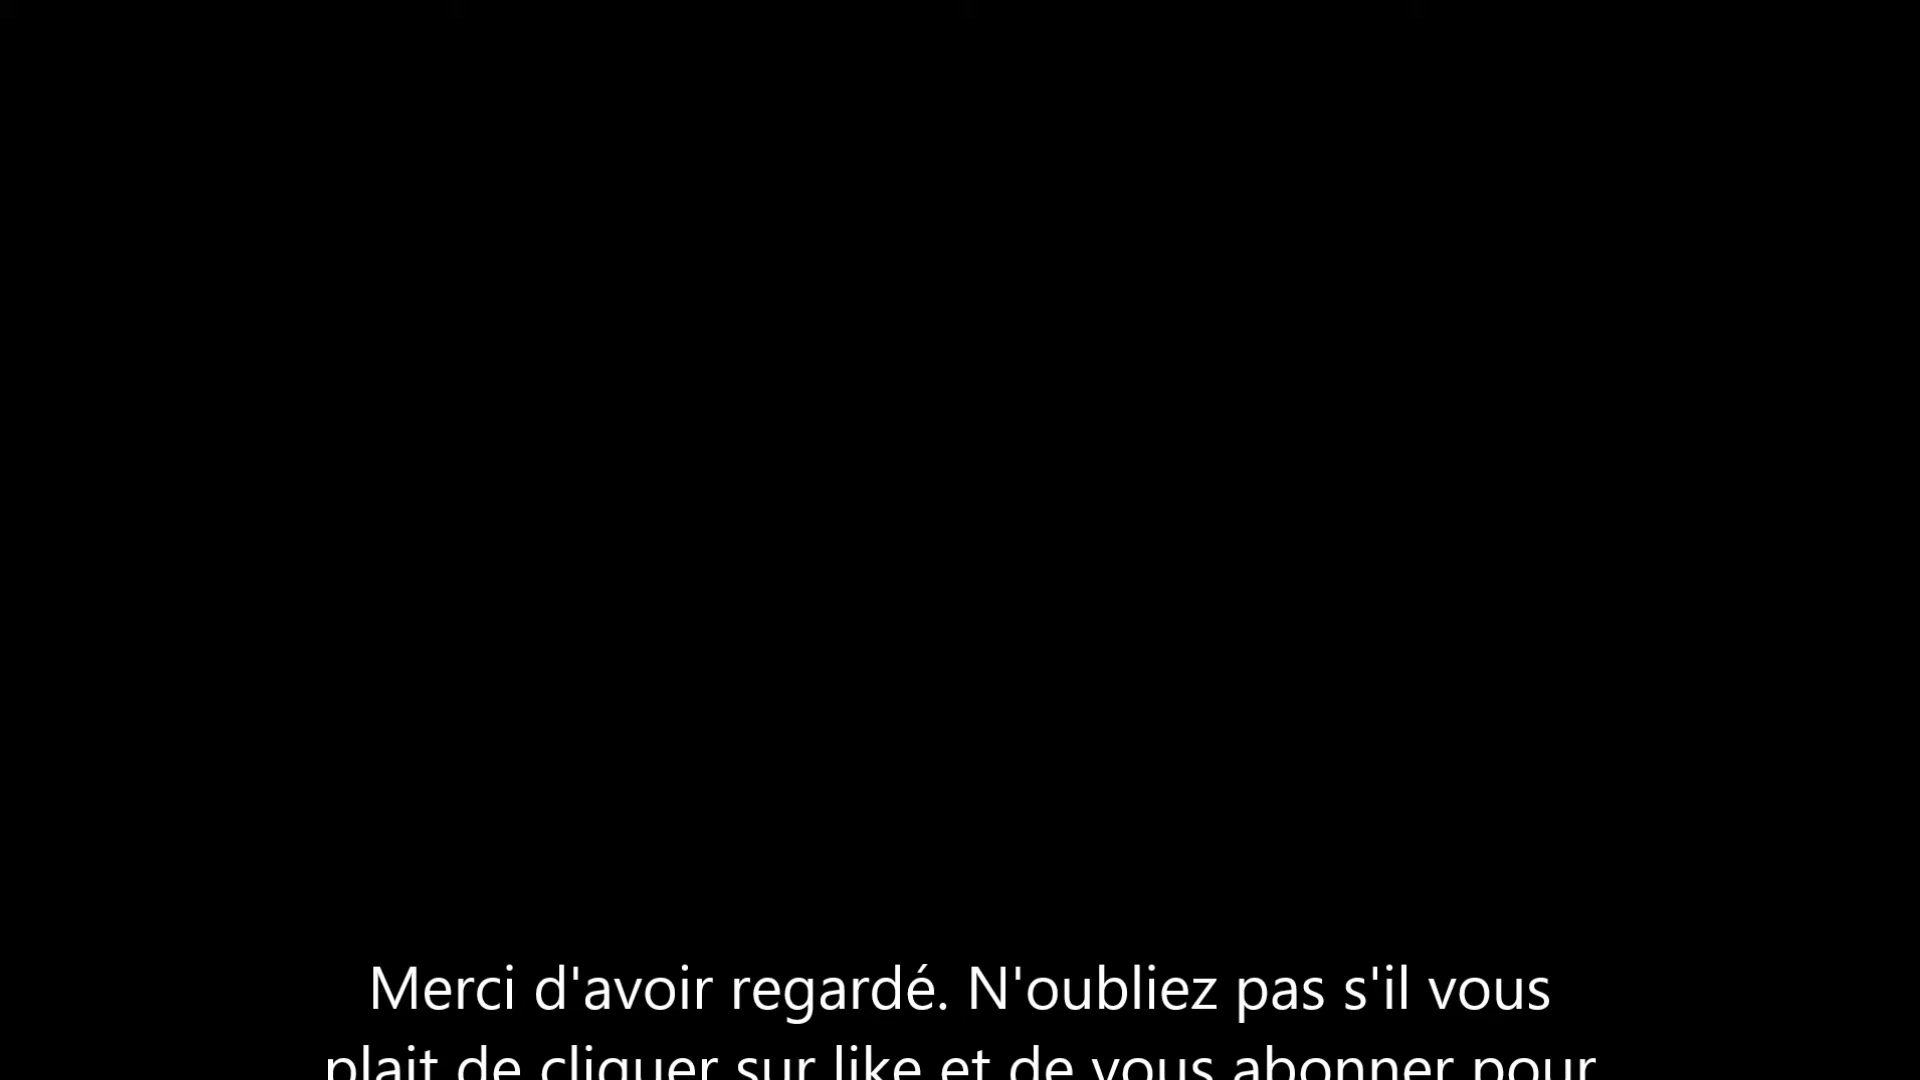 Merci d'avoir regardé. N'oubliez pas s'il vous
plait de cliquer sur like et de vous abonner pour